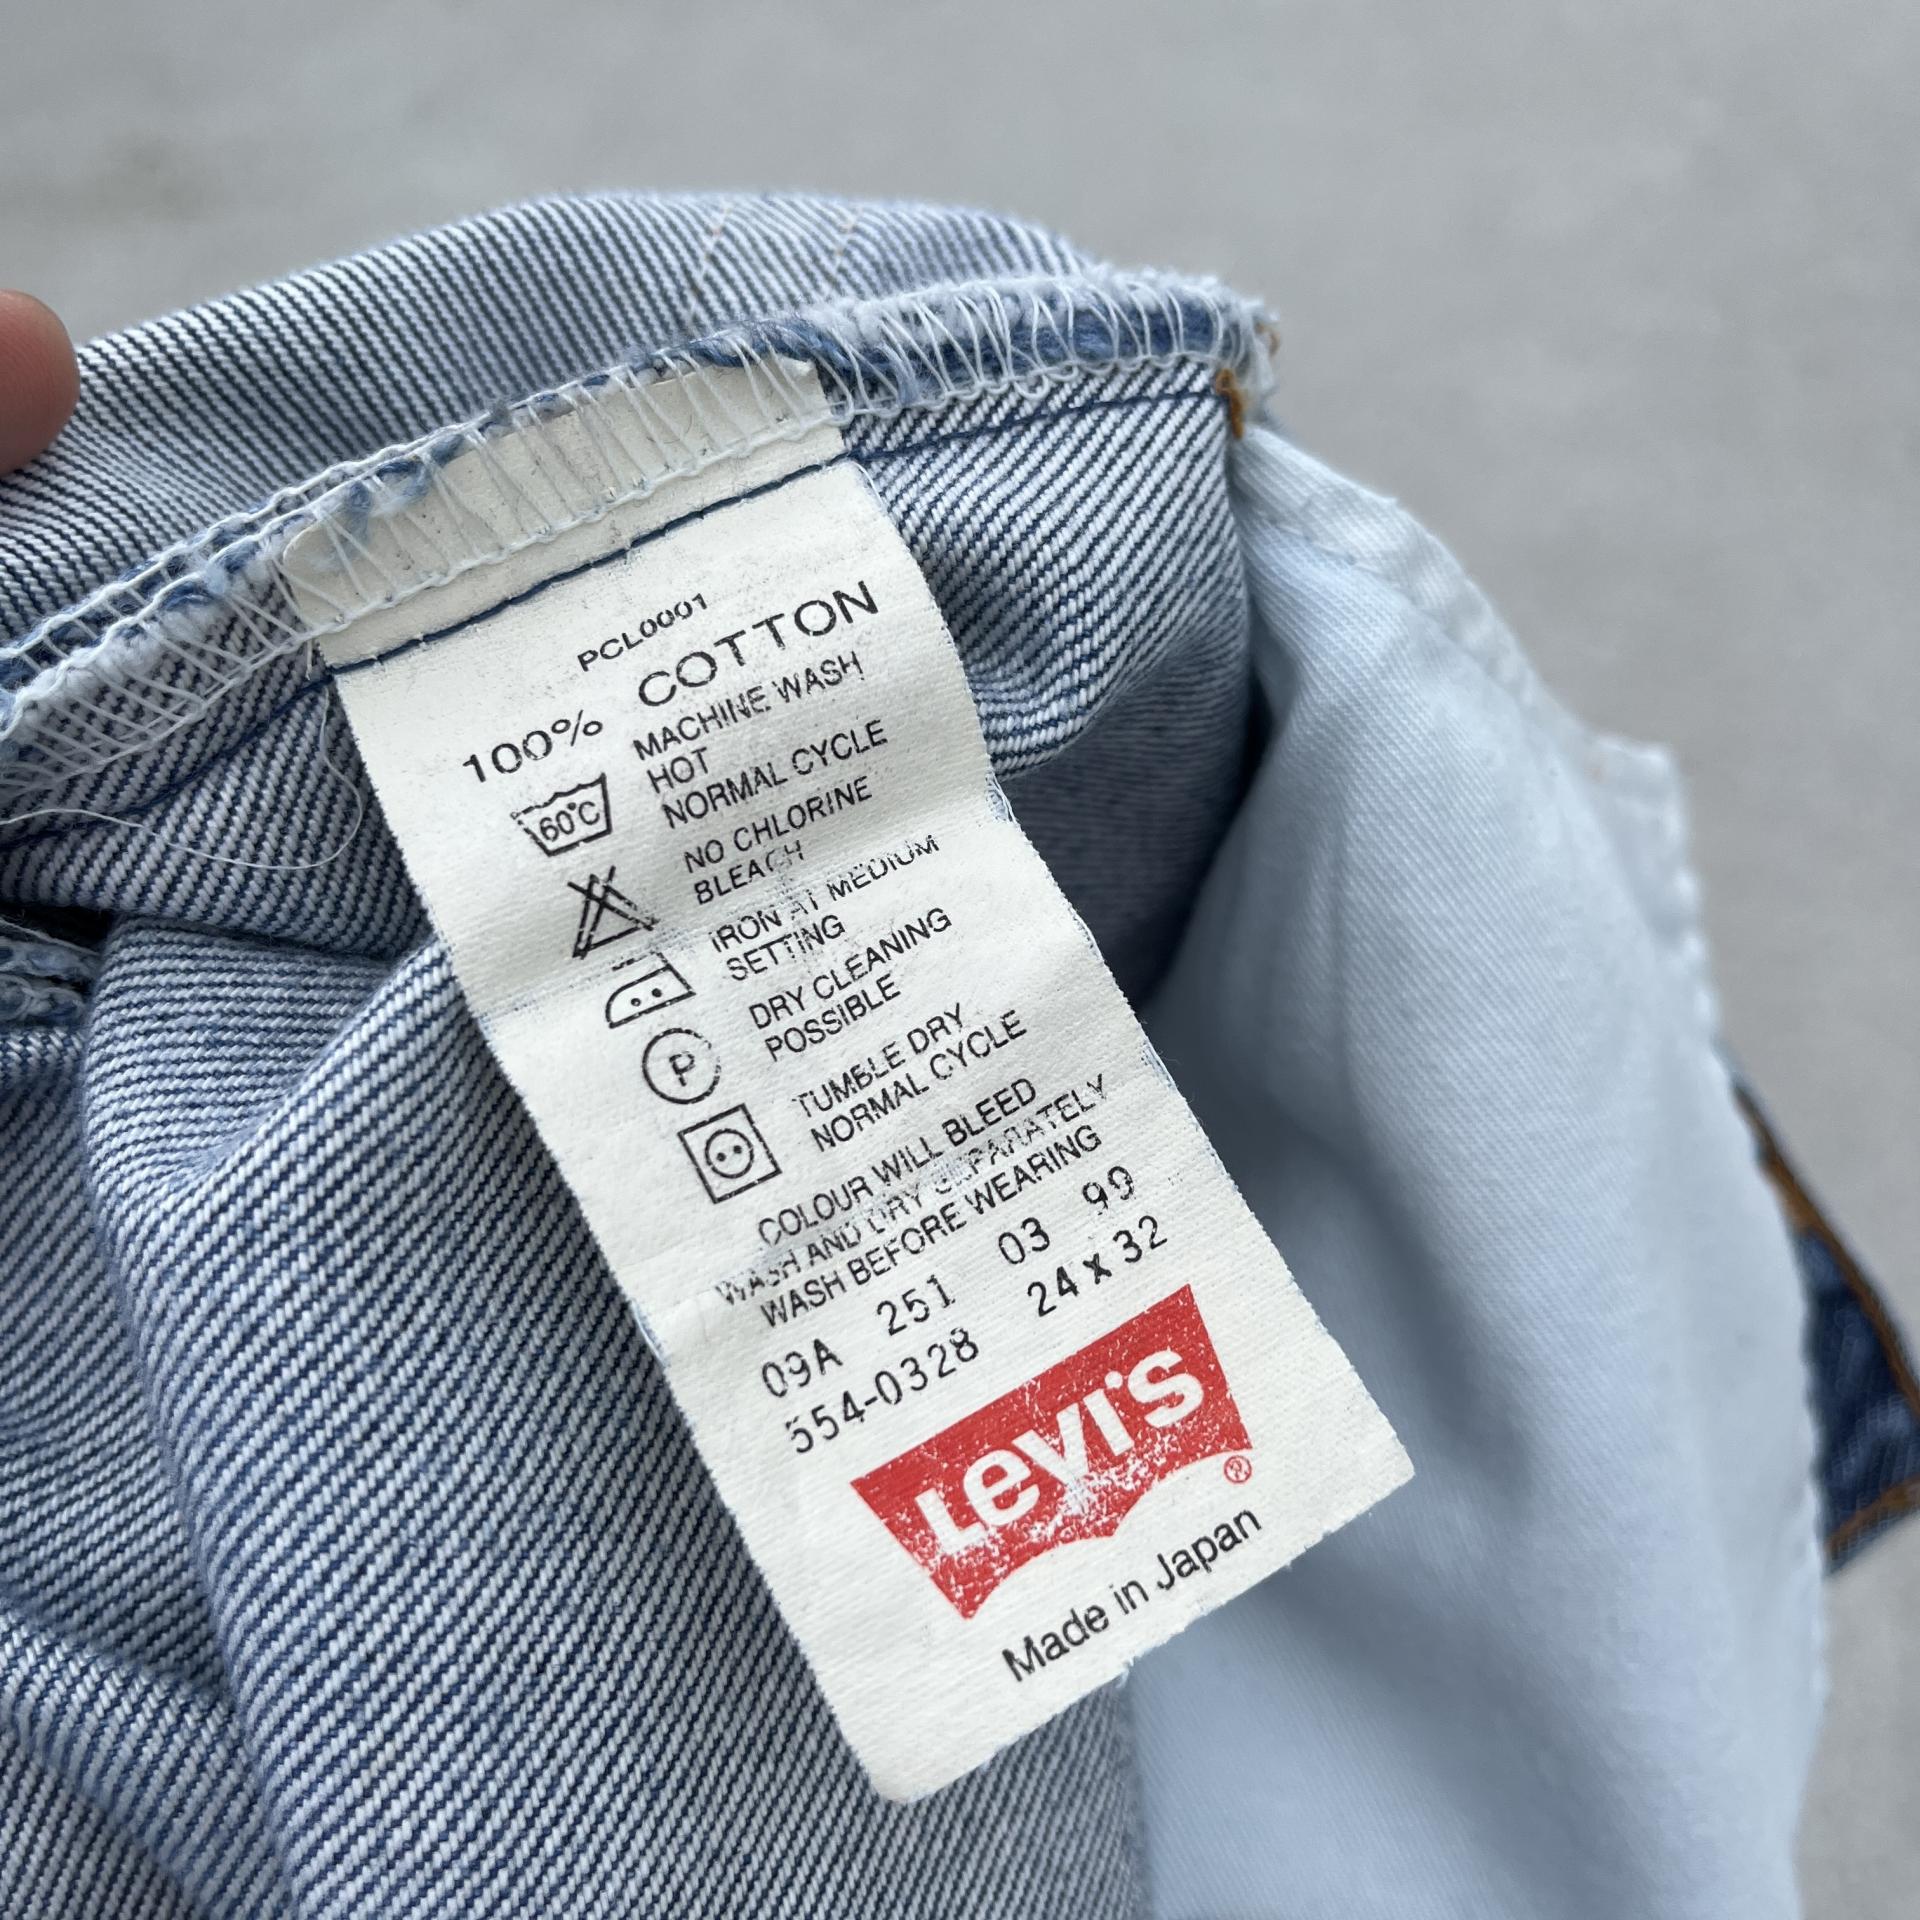 PCL0001
100% COTTON
60°C
MACHINE WASH
HOT
NORMAL CYCLE
NO CHLORINE
BLEACH
IRON AT MEDIUM
SETTING
P
DRY CLEANING
POSSIBLE
TUMBLE DRY
NORMAL CYCLE
COLOUR WILL BLEED
WASH AND DRY SEPARATELY
WASH BEFORE WEARING
09A 251 03 99
554-0328 24 x 32
Levi's ®
Made in Japan